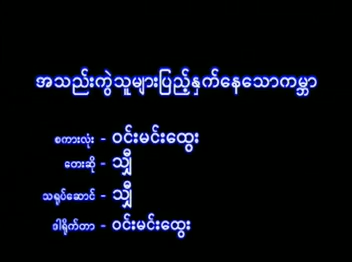 အသည်းကွဲသူများပြည့်နှက်နေသောကမ္ဘာ
စကားလုံး - ဝင်းမင်းထွေး
တေးဆို - သျှီ
သရုပ်ဆောင် - သျှီ
ဒါရိုက်တာ - ဝင်းမင်းထွေး